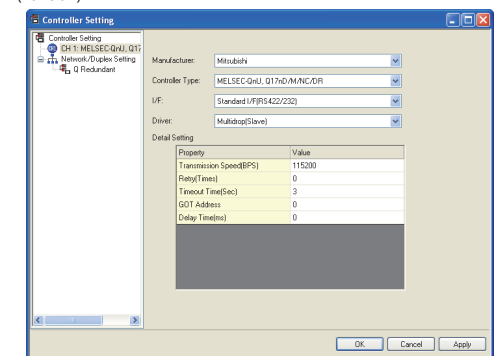 Controller Setting
Controller Setting
CH 1: MELSEC-QnU, Q17
Network/Duplex Setting
Q Redundant
Manufacturer: Mitsubishi
Controller Type: MELSEC-QnU, Q17nD/M/NC/DR
I/F: Standard I/F(RS422/232)
Driver: Multidrop(Slave)
Detail Setting
Property Value
Transmission Speed(BPS) 115200
Retry(Times) 0
Timeout Time(Sec) 3
GOT Address 0
Delay Time(ms) 0
OK Cancel Apply